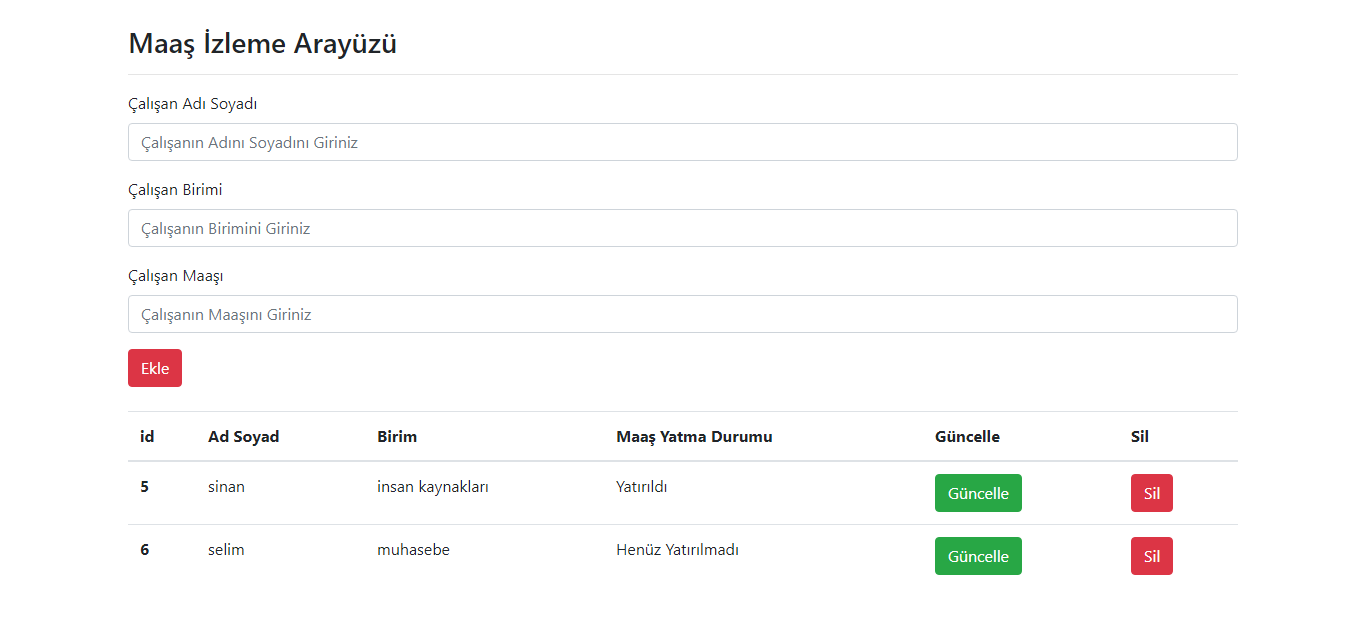 Maaş İzleme Arayüzü
Çalışan Adı Soyadı
Çalışanın Adını Soyadını Giriniz
Çalışan Birimi
Çalışanın Birimini Giriniz
Çalışan Maaşı
Çalışanın Maaşını Giriniz
Ekle
id Ad Soyad Birim Maaş Yatma Durumu Güncelle Sil
5 sinan insan kaynakları Yatırıldı Güncelle Sil
6 selim muhasebe Henüz Yatırılmadı Güncelle Sil